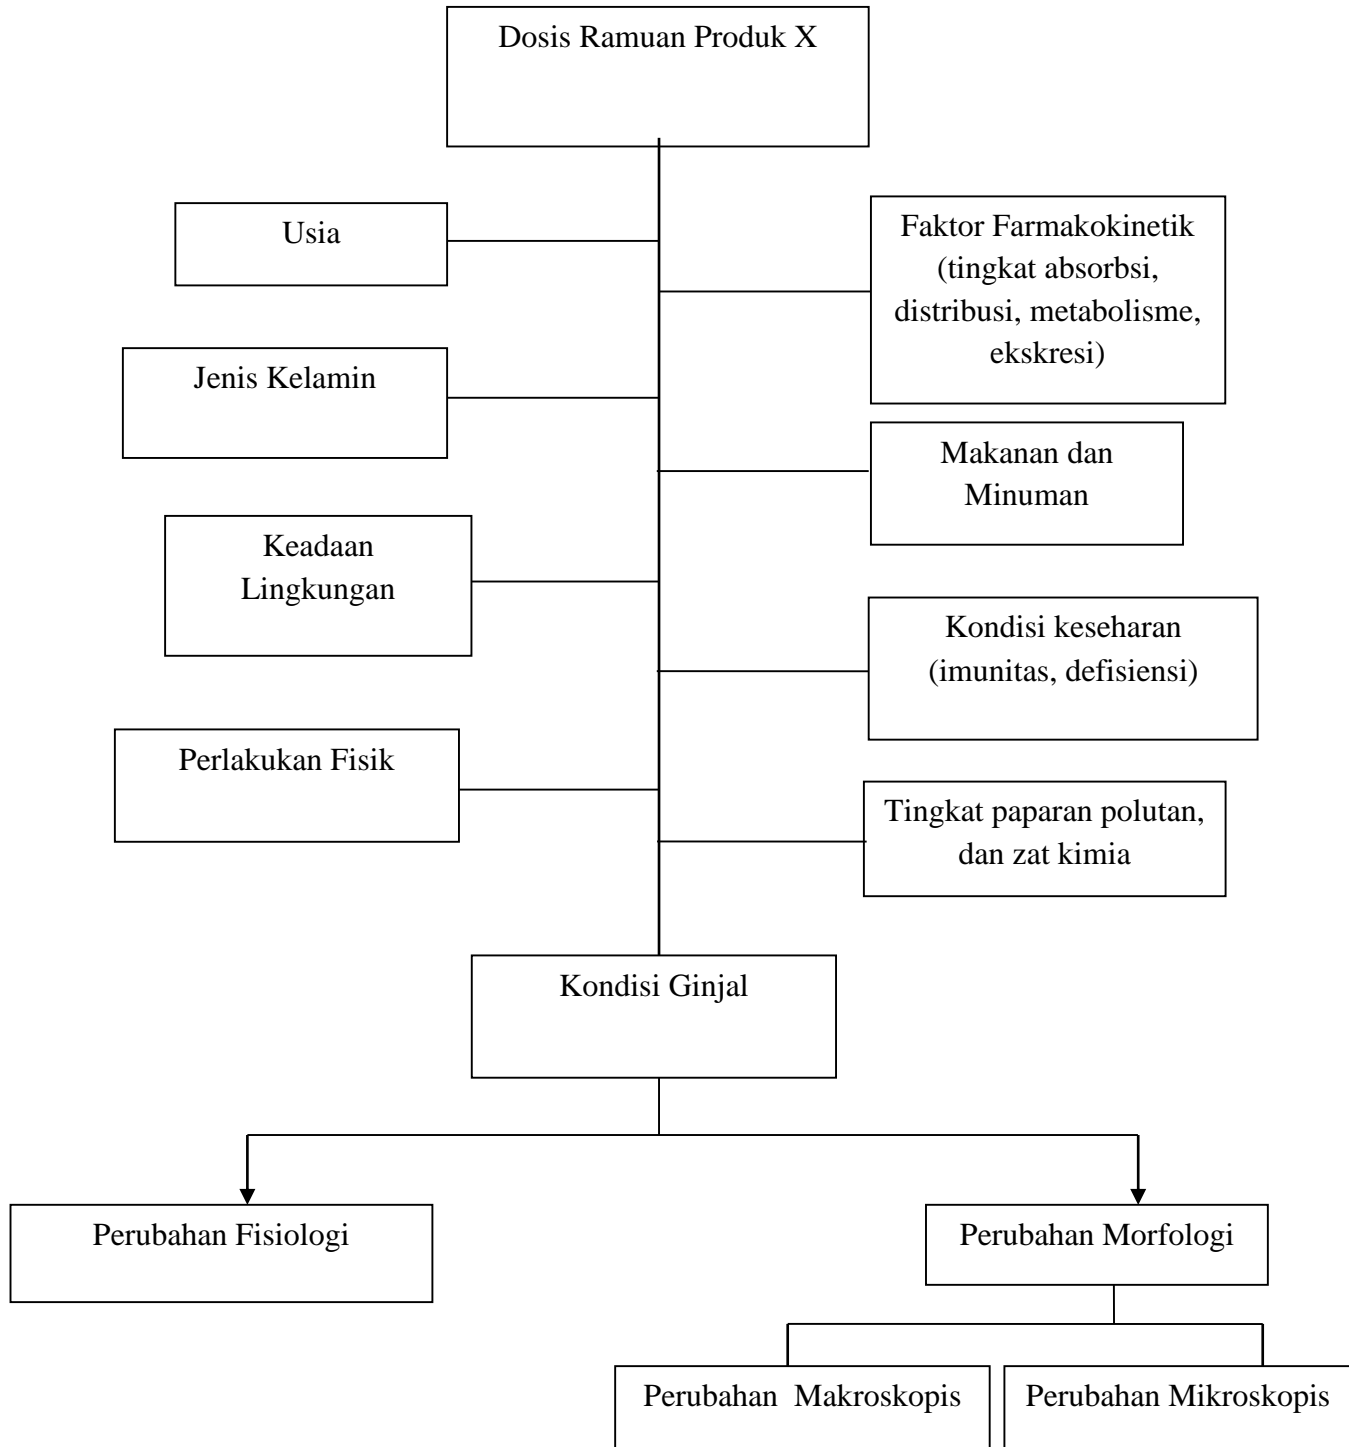 Dosis Ramuan Produk X
Usia
Faktor Farmakokinetik
(tingkat absorbsi,
distribusi, metabolisme,
ekskresi)
Jenis Kelamin
Makanan dan
Minuman
Keadaan
Lingkungan
Kondisi keseharan
(imunitas, defisiensi)
Perlakukan Fisik
Tingkat paparan polutan,
dan zat kimia
Kondisi Ginjal
Perubahan Fisiologi
Perubahan Morfologi
Perubahan  Makroskopis
Perubahan Mikroskopis